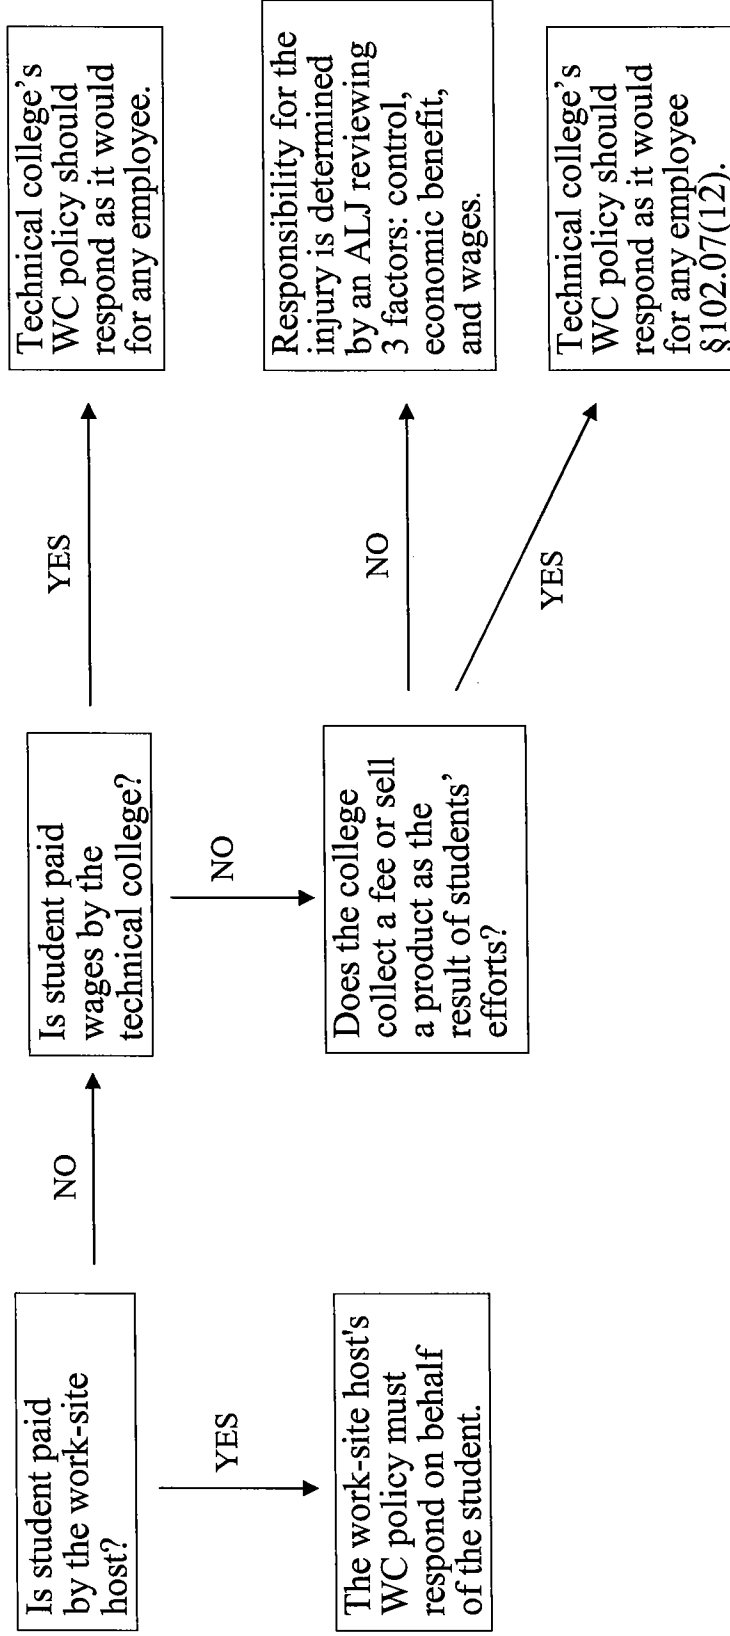 Is student paid
by the work-site
host?
NO
YES
The work-site host's
WC policy must
respond on behalf
of the student.
Is student paid
wages by the
technical college?
YES
NO
Does the college
collect a fee or sell
a product as the
result of students'
efforts?
NO
YES
Technical college's
WC policy should
respond as it would
for any employee.
Responsibility for the
injury is determined
by an ALJ reviewing
3 factors: control,
economic benefit,
and wages.
Technical college's
WC policy should
respond as it would
for any employee
§102.07(12).